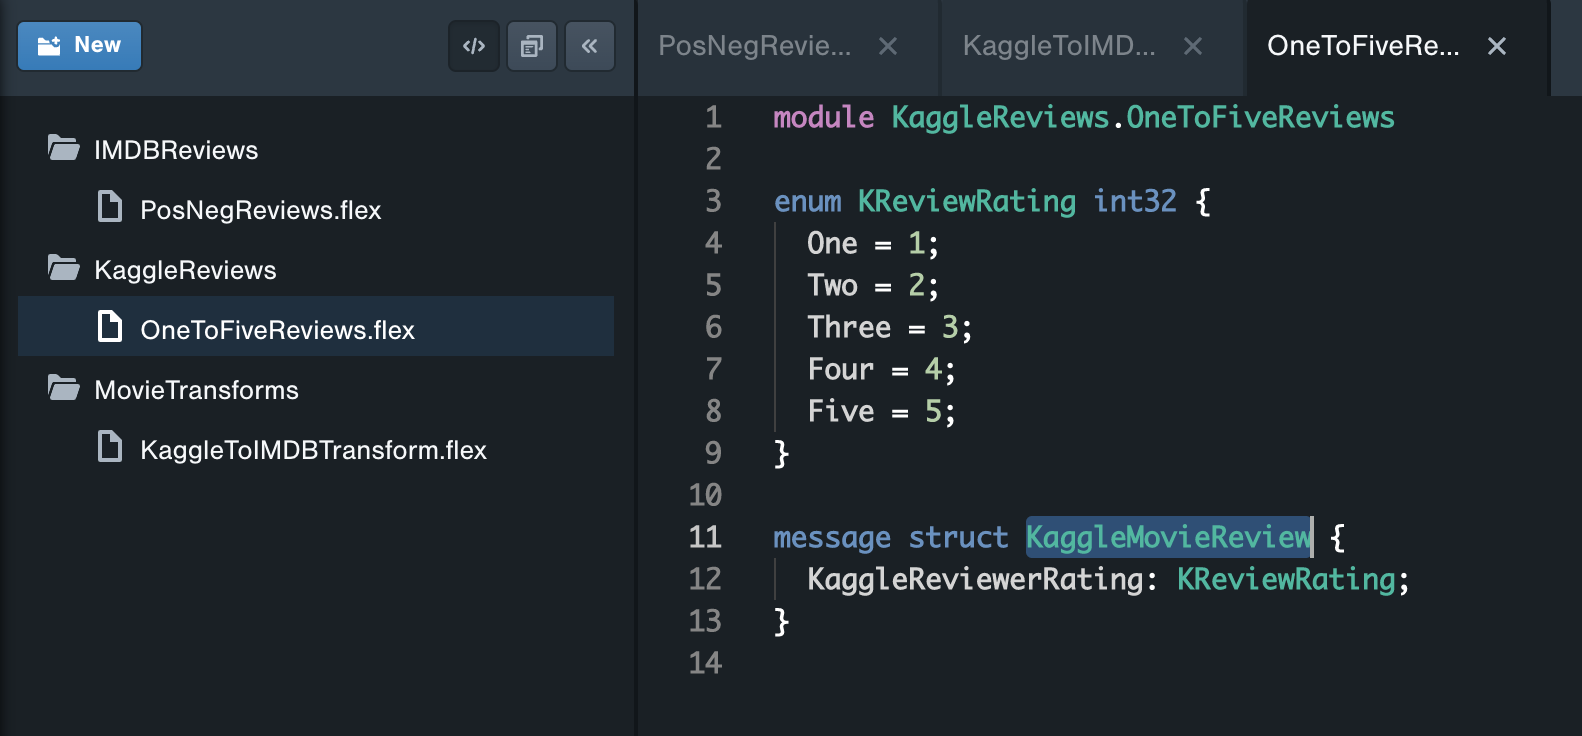 New
</>
«
IMDBReviews
PosNegReviews.flex
KaggleReviews
OneToFiveReviews.flex
MovieTransforms
KaggleToIMDBTransform.flex
PosNegRevie... ×
KaggleToIMD... ×
OneToFiveRe... ×
1 module KaggleReviews.OneToFiveReviews
2
3 enum KReviewRating int32 {
4 One = 1;
5 Two = 2;
6 Three = 3;
7 Four = 4;
8 Five = 5;
9 }
10
11 message struct KaggleMovieReview {
12 KaggleReviewerRating: KReviewRating;
13 }
14